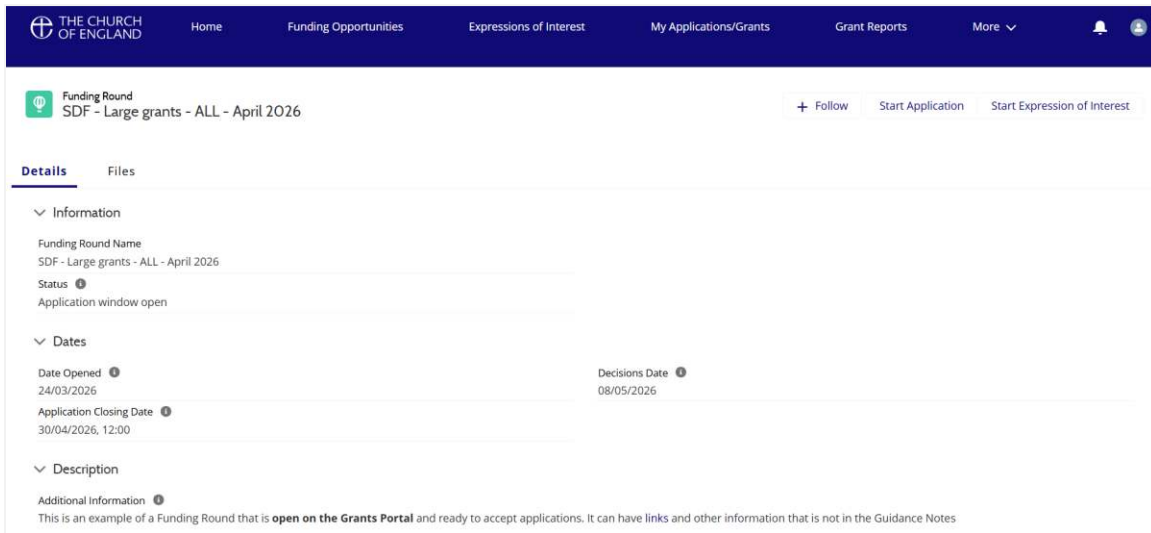 THE CHURCH
OF ENGLAND
Home
Funding Opportunities
Expressions of Interest
My Applications/Grants
Grant Reports
More
Funding Round
SDF - Large grants - ALL - April 2026
+ Follow
Start Application
Start Expression of Interest
Details
Files
Information
Funding Round Name
SDF - Large grants - ALL - April 2026
Status
Application window open
Dates
Date Opened
24/03/2026
Decisions Date
08/05/2026
Application Closing Date
30/04/2026, 12:00
Description
Additional Information
This is an example of a Funding Round that is open on the Grants Portal and ready to accept applications. It can have links and other information that is not in the Guidance Notes